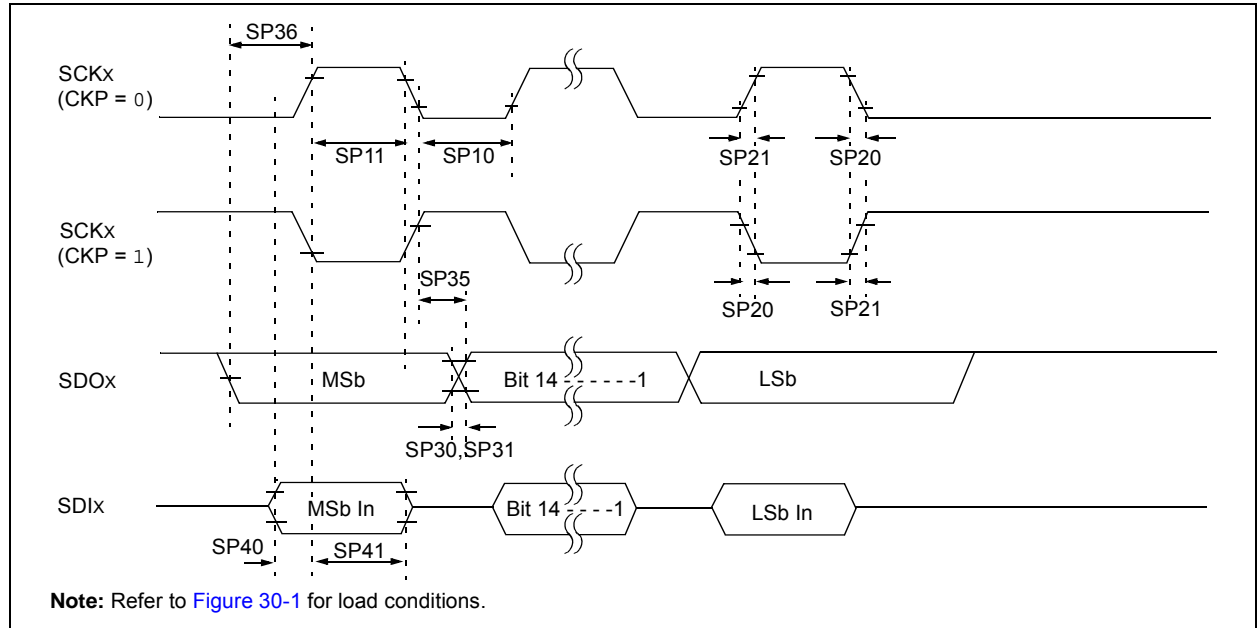 SP36
SCKx
(CKP = 0)
SP11
SP10
SP21
SP20
SCKx
(CKP = 1)
SP35
SP20
SP21
SDOx
MSb
Bit 14 - - - - - -1
LSb
SP30,SP31
SDIx
MSb In
Bit 14 - - - -1
LSb In
SP40
SP41
Note: Refer to Figure 30-1 for load conditions.